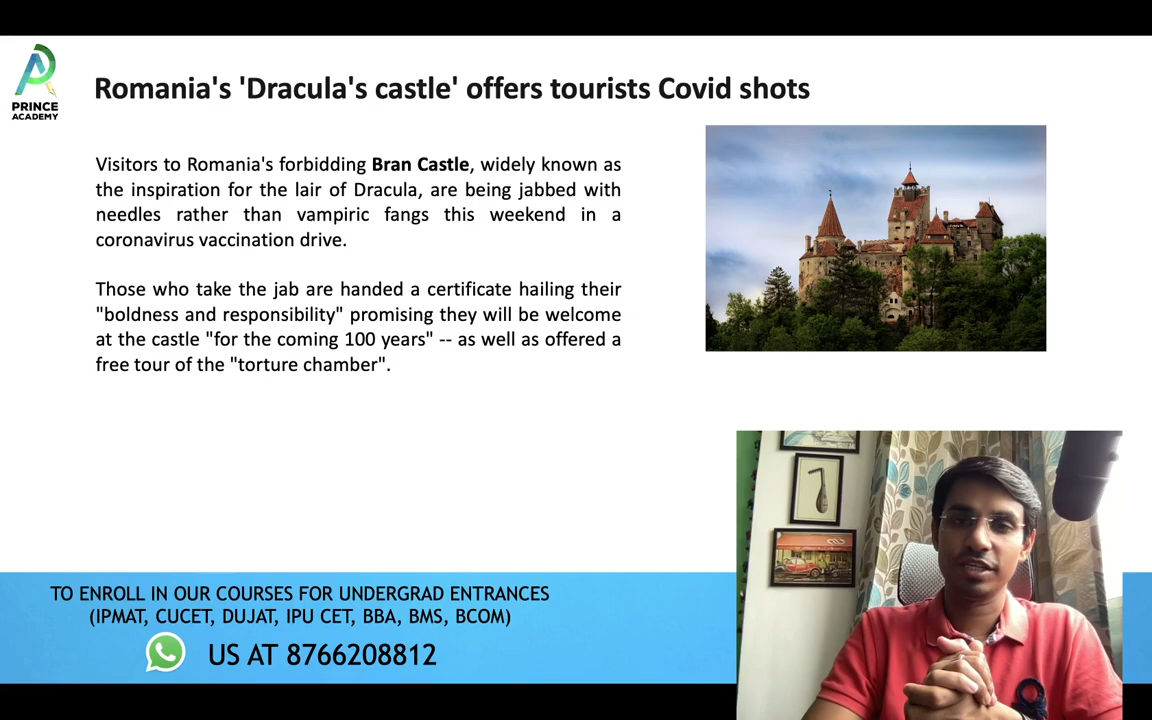 PRINCE
ACADEMY
Romania's 'Dracula's castle' offers tourists Covid shots
Visitors to Romania's forbidding Bran Castle, widely known as
the inspiration for the lair of Dracula, are being jabbed with
needles rather than vampiric fangs this weekend in a
coronavirus vaccination drive.
Those who take the jab are handed a certificate hailing their
"boldness and responsibility" promising they will be welcome
at the castle "for the coming 100 years" -- as well as offered a
free tour of the "torture chamber".
TO ENROLL IN OUR COURSES FOR UNDERGRAD ENTRANCES
(IPMAT, CUCET, DUJAT, IPU CET, BBA, BMS, BCOM)
US AT 8766208812